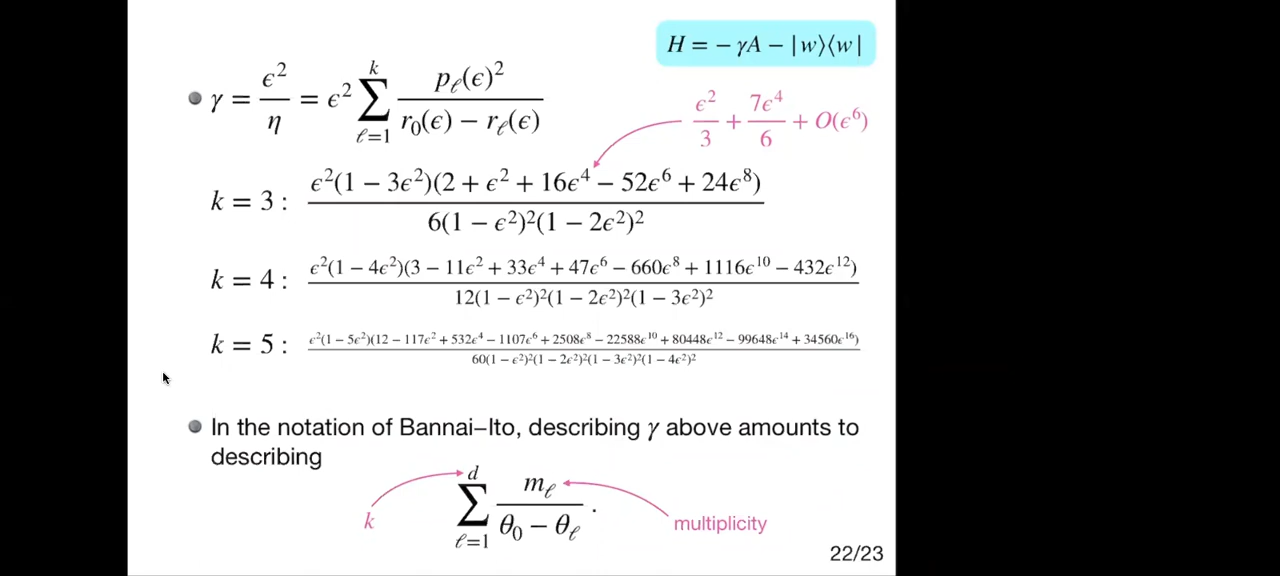 H = − γA − |w⟩⟨w|
• γ = ϵ²/η = ϵ² ∑_{ℓ=1}^{k} p_ℓ(ϵ)²/(r₀(ϵ) − r_ℓ(ϵ))
ϵ²/3 + 7ϵ⁴/6 + O(ϵ⁶)
k = 3 : ϵ²(1 − 3ϵ²)(2 + ϵ² + 16ϵ⁴ − 52ϵ⁶ + 24ϵ⁸)
6(1 − ϵ²)²(1 − 2ϵ²)²
k = 4 : ϵ²(1 − 4ϵ²)(3 − 11ϵ² + 33ϵ⁴ + 47ϵ⁶ − 660ϵ⁸ + 1116ϵ¹⁰ − 432ϵ¹²)
12(1 − ϵ²)²(1 − 2ϵ²)²(1 − 3ϵ²)²
k = 5 : ϵ²(1 − 5ϵ²)(12 − 117ϵ² + 532ϵ⁴ − 1107ϵ⁶ + 2508ϵ⁸ − 22588ϵ¹⁰ + 80448ϵ¹² − 99648ϵ¹⁴ + 34560ϵ¹⁶)
60(1 − ϵ²)²(1 − 2ϵ²)²(1 − 3ϵ²)²(1 − 4ϵ²)²
• In the notation of Bannai–Ito, describing γ above amounts to
describing
∑_{ℓ=1}^{d} m_ℓ/(θ₀ − θ_ℓ) .
k
multiplicity
22/23